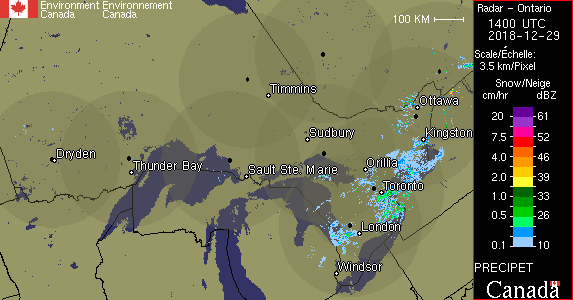 Environment Environnement
Canada Canada
100 KM
Radar - Ontario
1400 UTC
2018-12-29
Scale/Échelle:
3.5 km/Pixel
Snow/Neige
cm/hr dBZ
20 61
7.5 52
4.0 46
2.0 39
1.0 33
0.5 26
0.1 10
PRECIPET
Canada
Timmins
Ottawa
Sudbury
Kingston
Dryden
Thunder Bay
Sault Ste. Marie
Orillia
Toronto
London
Windsor